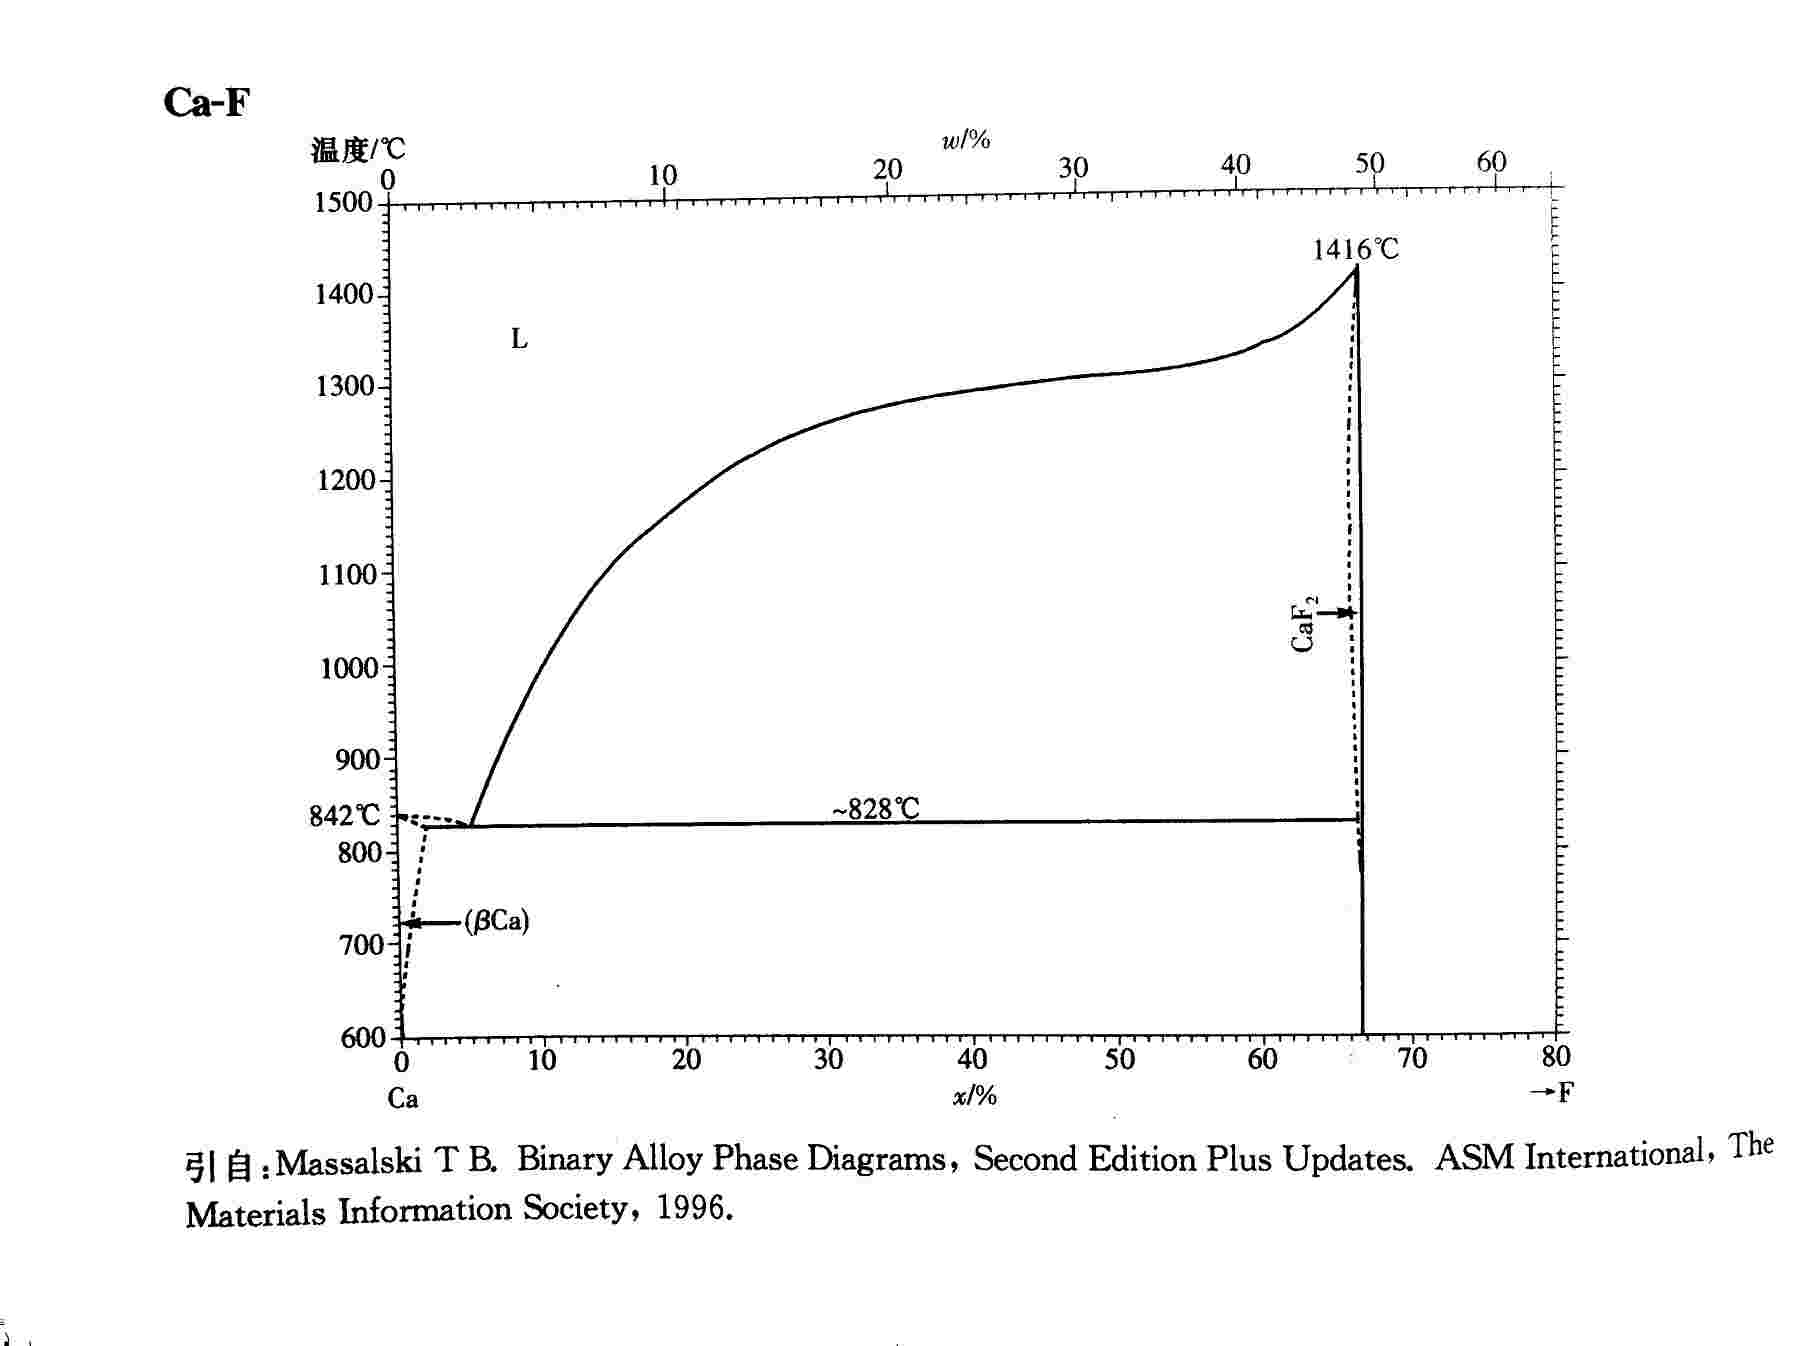 Ca-F
温度/℃
w/%
0 10 20 30 40 50 60
1500
1416℃
1400
L
1300
1200
1100
CaF₂
1000
900
842℃
~828℃
800
(βCa)
700
600
0 10 20 30 40 50 60 70 80
Ca x/% →F
引自:Massalski T B. Binary Alloy Phase Diagrams, Second Edition Plus Updates. ASM International, The
Materials Information Society, 1996.